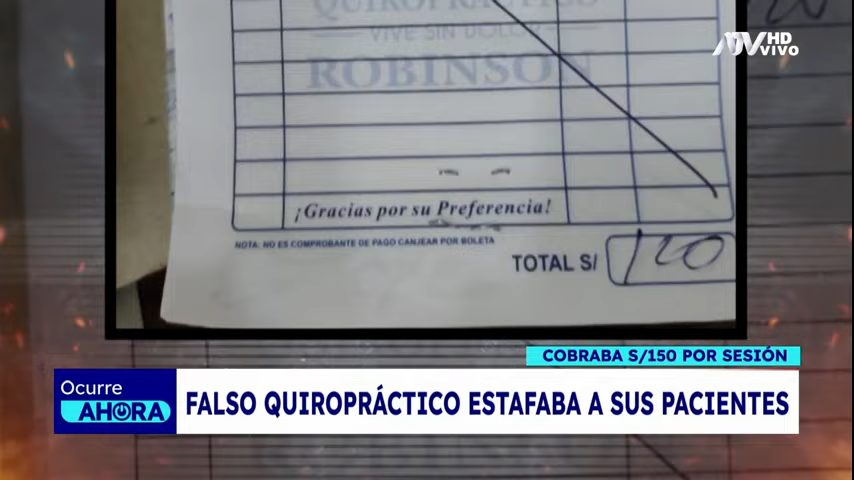 QUIROPRÁCTICO
VIVE SIN DOLOR
ROBINSON
ATV HD
VIVO
¡Gracias por su Preferencia!
NOTA: NO ES COMPROBANTE DE PAGO CANJEAR POR BOLETA
TOTAL S/ 120
COBRABA S/150 POR SESIÓN
Ocurre
AHORA
FALSO QUIROPRÁCTICO ESTAFABA A SUS PACIENTES